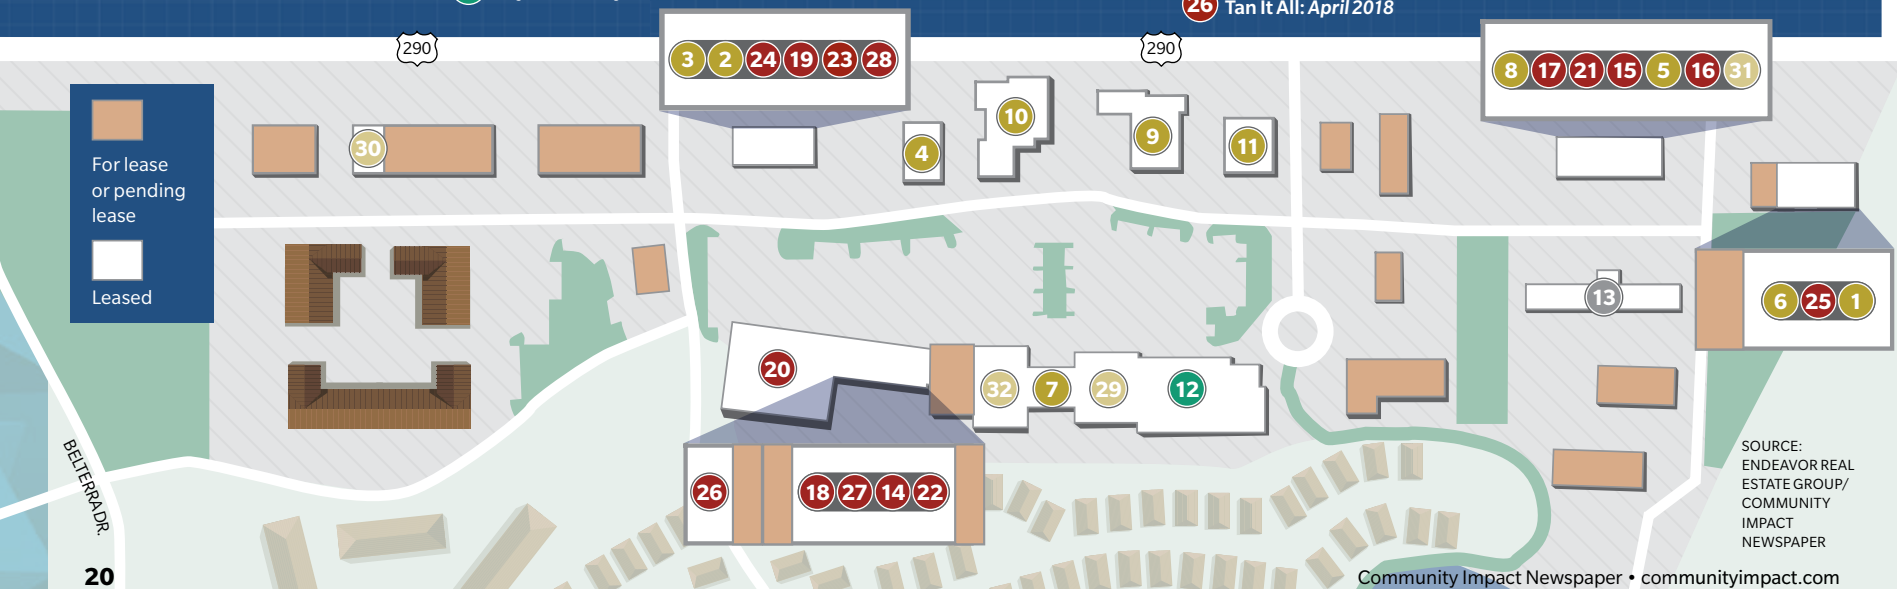 26 Tan It All: April 2018
290
290
3 2 24 19 23 28
8 17 21 15 5 16 31
10
4
9
11
30
For lease
or pending
lease
Leased
13
6 25 1
20
32 7 29 12
26
18 27 14 22
BELTERRA DR.
SOURCE:
ENDEAVOR REAL
ESTATE GROUP/
COMMUNITY
IMPACT
NEWSPAPER
20
Community Impact Newspaper • communityimpact.com